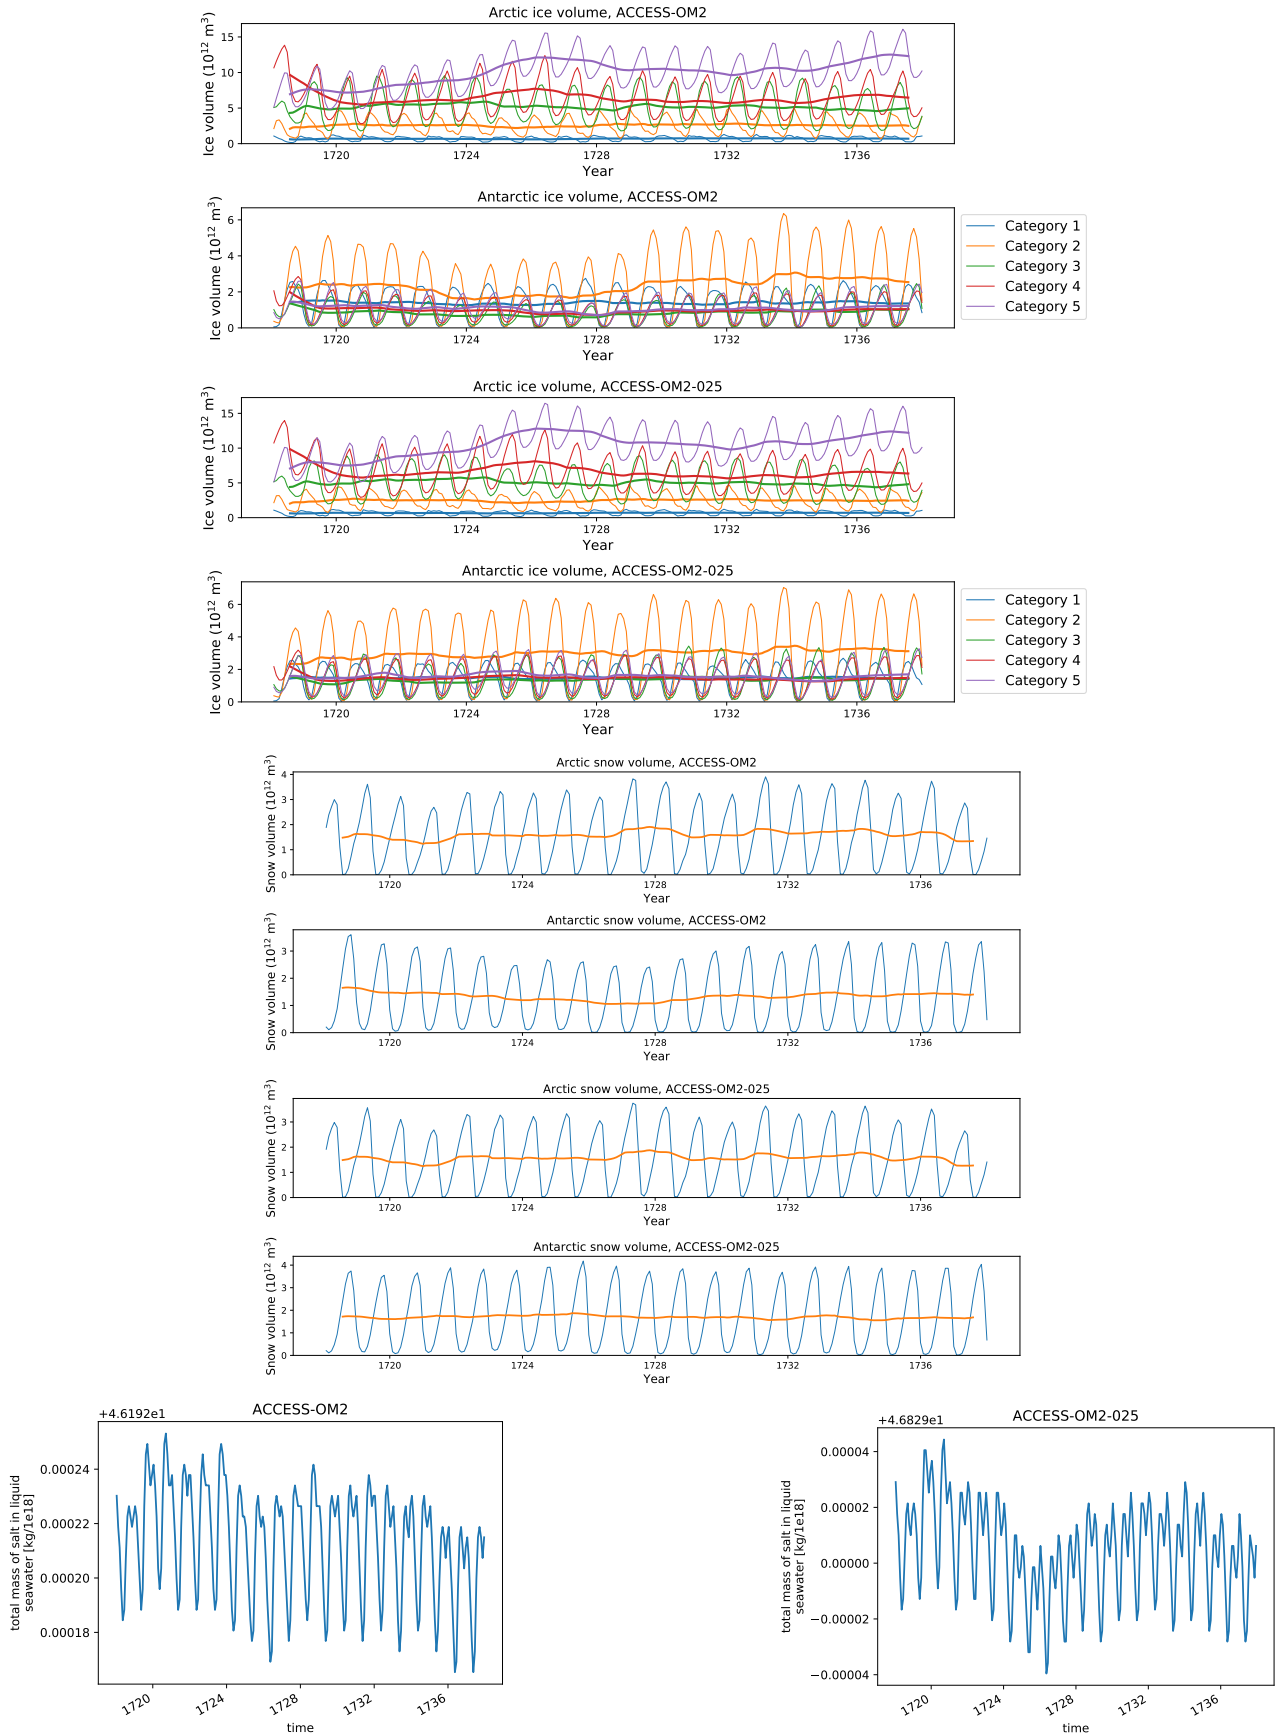 Arctic ice volume, ACCESS-OM2
Ice volume (10¹² m³)
15
10
5
0
1720 1724 1728 1732 1736
Year
Antarctic ice volume, ACCESS-OM2
Ice volume (10¹² m³)
6
4
2
0
1720 1724 1728 1732 1736
Year
Category 1
Category 2
Category 3
Category 4
Category 5
Arctic ice volume, ACCESS-OM2-025
Ice volume (10¹² m³)
15
10
5
0
1720 1724 1728 1732 1736
Year
Antarctic ice volume, ACCESS-OM2-025
Ice volume (10¹² m³)
6
4
2
0
1720 1724 1728 1732 1736
Year
Category 1
Category 2
Category 3
Category 4
Category 5
Arctic snow volume, ACCESS-OM2
Snow volume (10¹² m³)
4
3
2
1
0
1720 1724 1728 1732 1736
Year
Antarctic snow volume, ACCESS-OM2
Snow volume (10¹² m³)
3
2
1
0
1720 1724 1728 1732 1736
Year
Arctic snow volume, ACCESS-OM2-025
Snow volume (10¹² m³)
3
2
1
0
1720 1724 1728 1732 1736
Year
Antarctic snow volume, ACCESS-OM2-025
Snow volume (10¹² m³)
4
3
2
1
0
1720 1724 1728 1732 1736
Year
ACCESS-OM2
+4.6192e1
total mass of salt in liquid
seawater [kg/1e18]
0.00024
0.00022
0.00020
0.00018
1720 1724 1728 1732 1736
time
ACCESS-OM2-025
+4.6829e1
total mass of salt in liquid
seawater [kg/1e18]
0.00004
0.00002
0.00000
−0.00002
−0.00004
1720 1724 1728 1732 1736
time